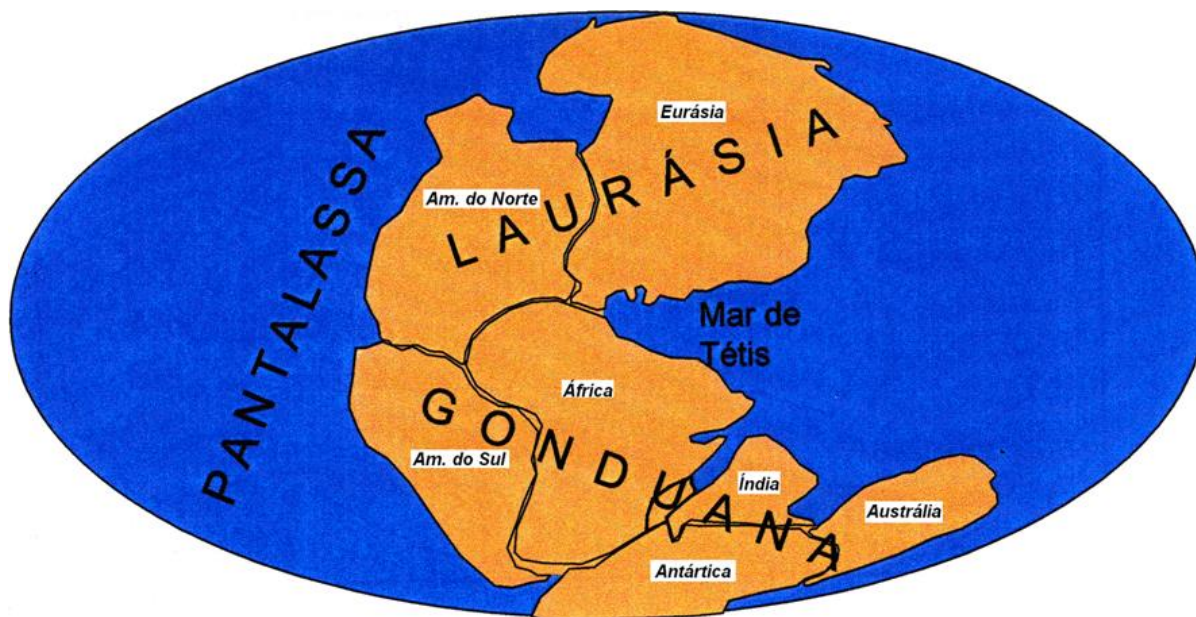 Eurásia
LAURÁSIA
Am. do Norte
PANTALASSA
Mar de
Tétis
África
GONDUANA
Am. do Sul
Índia
Austrália
Antártica